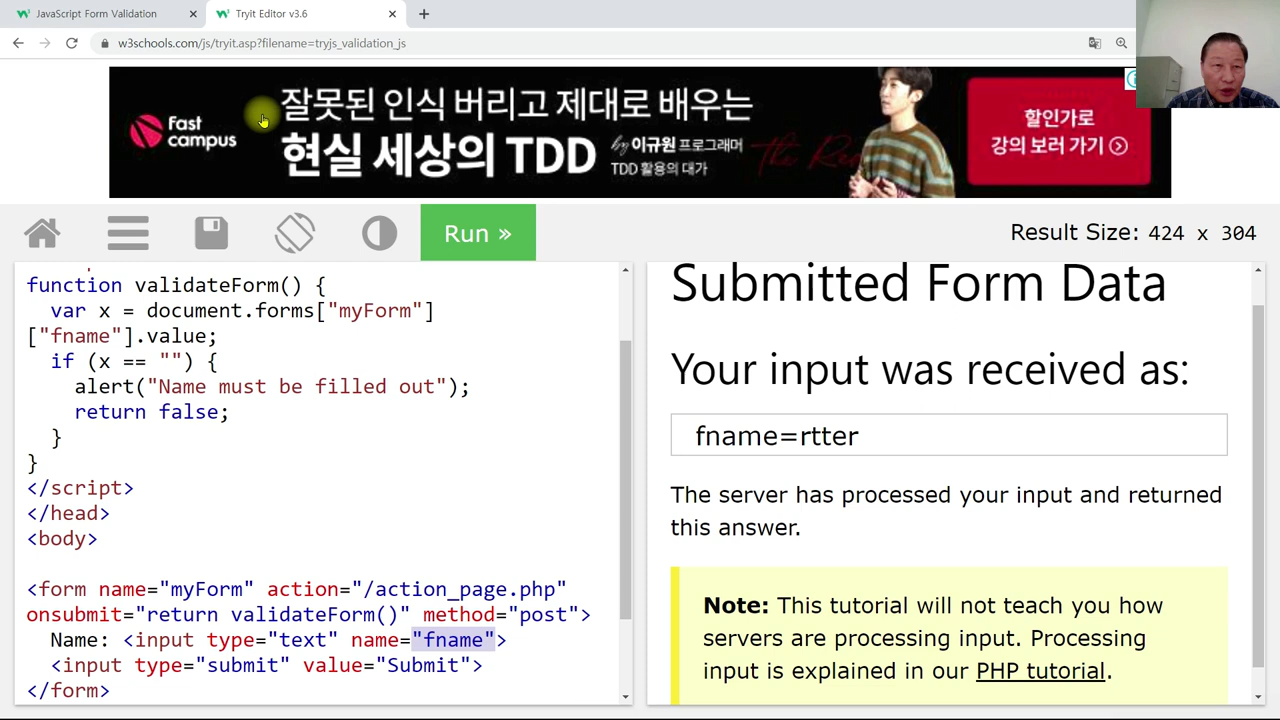 JavaScript Form Validation
Tryit Editor v3.6
w3schools.com/js/tryit.asp?filename=tryjs_validation_js
Fast campus
잘못된 인식 버리고 제대로 배우는
현실 세상의 TDD
by 이규원 프로그래머
TDD 활용의 대가
할인가로
강의 보러 가기
Run »
Result Size: 424 x 304
function validateForm() {
var x = document.forms["myForm"]
["fname"].value;
if (x == "") {
alert("Name must be filled out");
return false;
}
}
</script>
</head>
<body>
<form name="myForm" action="/action_page.php"
onsubmit="return validateForm()" method="post">
Name: <input type="text" name="fname">
<input type="submit" value="Submit">
</form>
Submitted Form Data
Your input was received as:
fname=rtter
The server has processed your input and returned
this answer.
Note: This tutorial will not teach you how
servers are processing input. Processing
input is explained in our PHP tutorial.